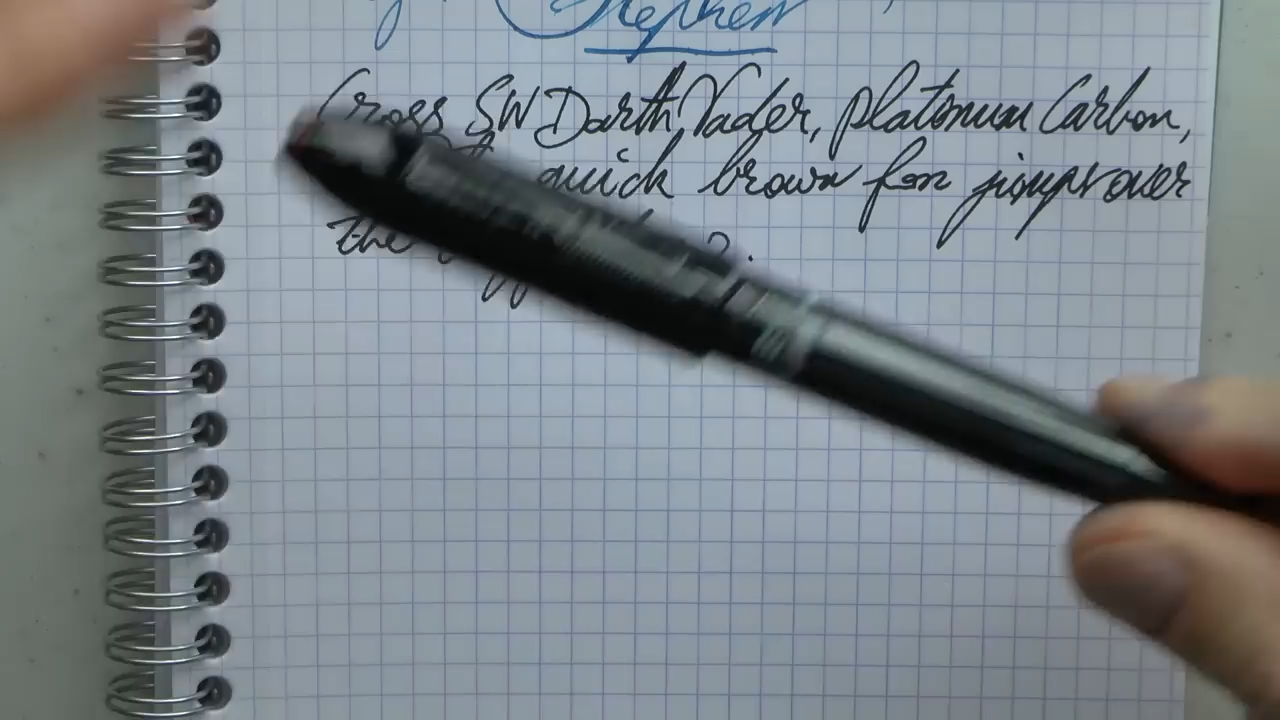 Stephen
Cross SW Darth Vader, Platinum Carbon,
quick brown fox jumps over
the